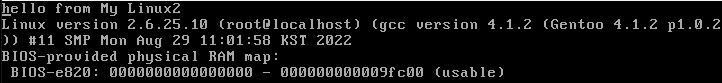 hello from My Linux2
Linux version 2.6.25.10 (root@localhost) (gcc version 4.1.2 (Gentoo 4.1.2 p1.0.2
)) #11 SMP Mon Aug 29 11:01:58 KST 2022
BIOS-provided physical RAM map:
 BIOS-e820: 0000000000000000 - 000000000009fc00 (usable)